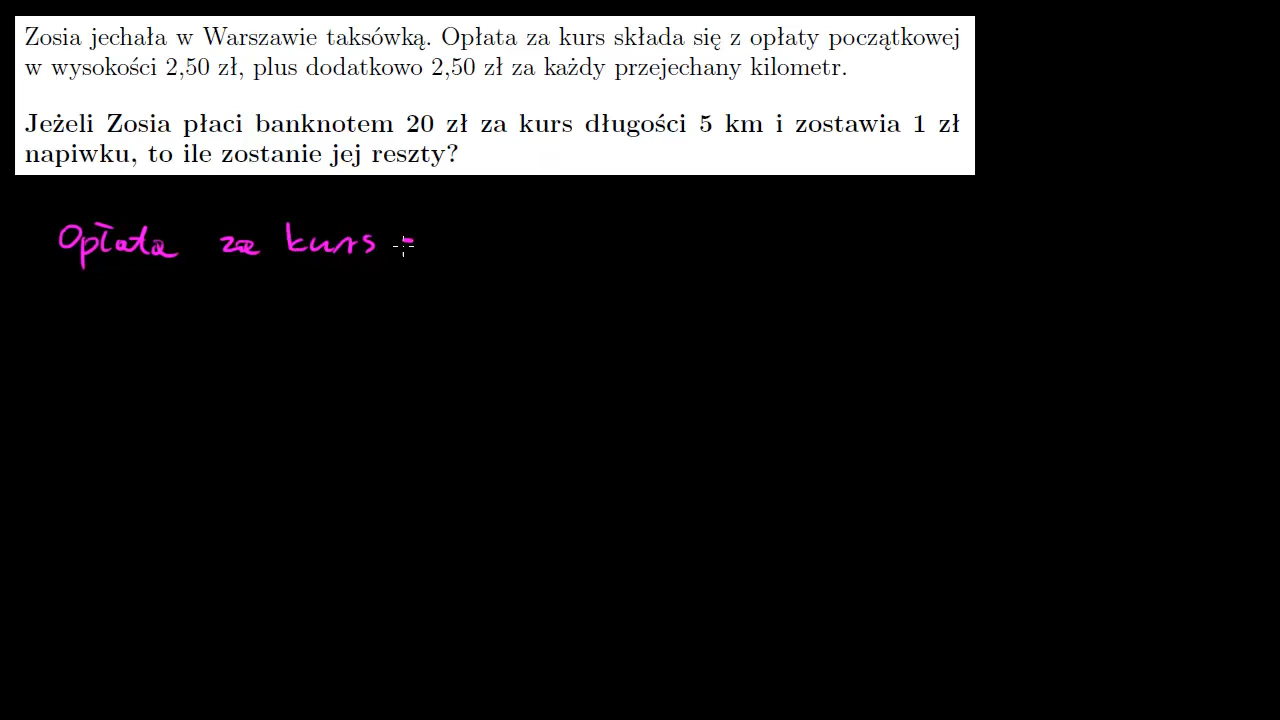 Zosia jechała w Warszawie taksówką. Opłata za kurs składa się z opłaty początkowej
w wysokości 2,50 zł, plus dodatkowo 2,50 zł za każdy przejechany kilometr.
Jeżeli Zosia płaci banknotem 20 zł za kurs długości 5 km i zostawia 1 zł
napiwku, to ile zostanie jej reszty?
Opłata za kurs -